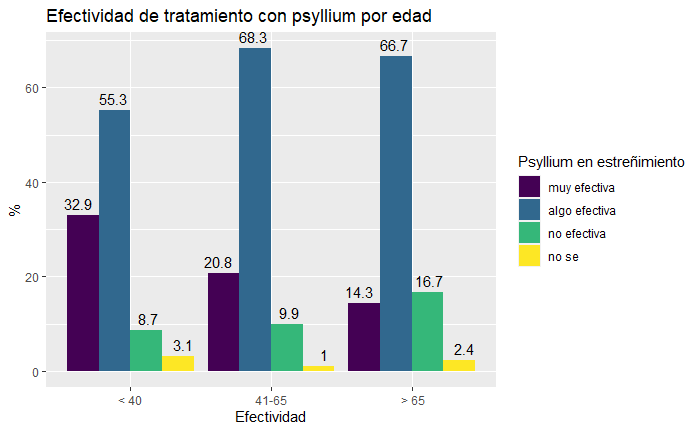 Efectividad de tratamiento con psyllium por edad
%
60
40
20
0
32.9
55.3
8.7
3.1
20.8
68.3
9.9
1
14.3
66.7
16.7
2.4
< 40
41-65
> 65
Efectividad
Psyllium en estreñimiento
muy efectiva
algo efectiva
no efectiva
no se